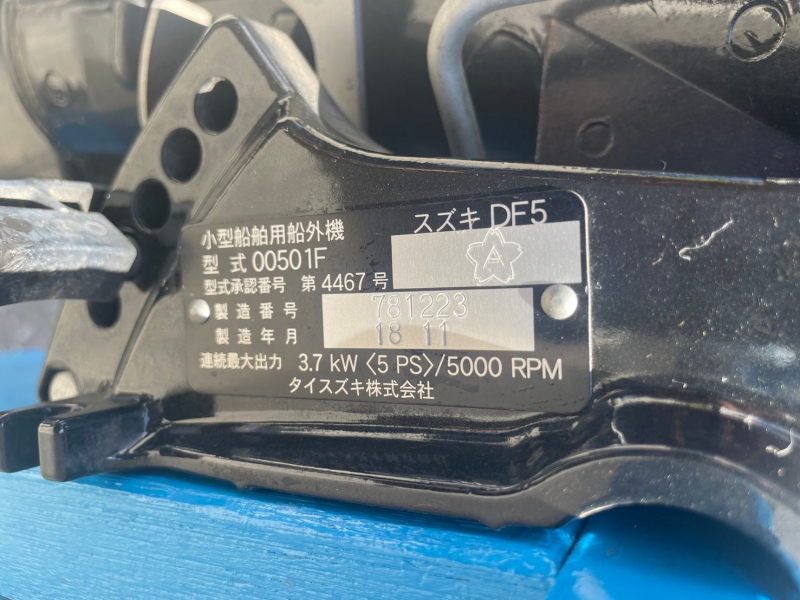 小型船舶用船外機 スズキ DF5
型式 00501F
A
型式承認番号 第 4467 号
製造番号 781223
製造年月 18 11
連続最大出力 3.7 kW〈5 PS〉/5000 RPM
タイスズキ株式会社